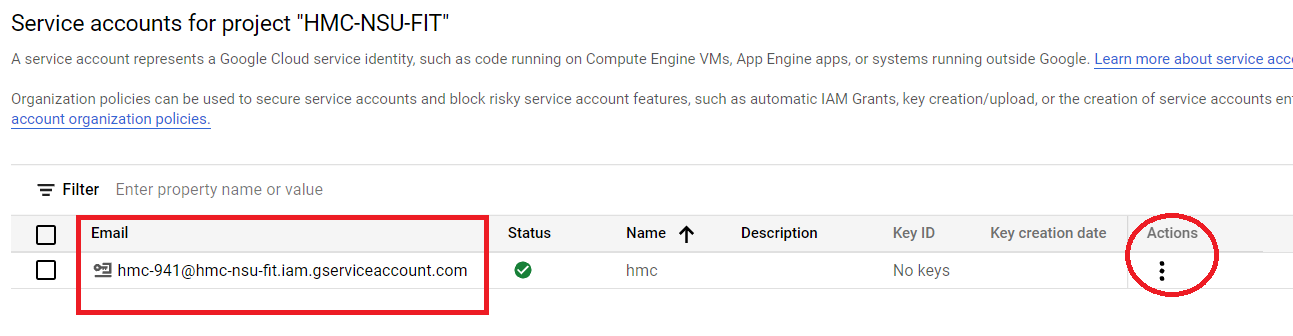 Service accounts for project "HMC-NSU-FIT"
A service account represents a Google Cloud service identity, such as code running on Compute Engine VMs, App Engine apps, or systems running outside Google. Learn more about service acc
Organization policies can be used to secure service accounts and block risky service account features, such as automatic IAM Grants, key creation/upload, or the creation of service accounts en
account organization policies.
Filter Enter property name or value
Email Status Name Description Key ID Key creation date Actions
hmc-941@hmc-nsu-fit.iam.gserviceaccount.com hmc No keys